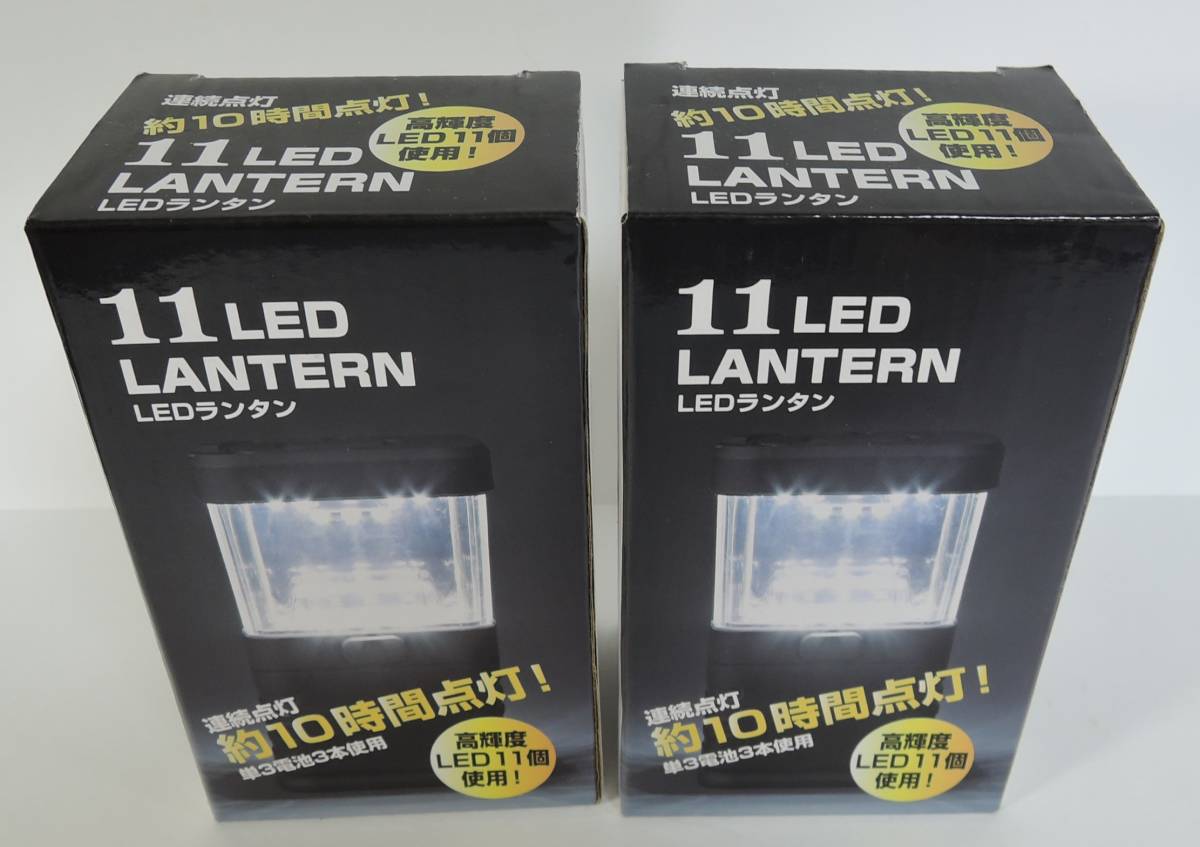 連続点灯
約10時間点灯！
11 LED
LANTERN
LEDランタン
高輝度
LED11個
使用！
11 LED
LANTERN
LEDランタン
連続点灯
約10時間点灯！
単3電池3本使用
高輝度
LED11個
使用！
連続点灯
約10時間点灯！
11 LED
LANTERN
LEDランタン
高輝度
LED11個
使用！
11 LED
LANTERN
LEDランタン
連続点灯
約10時間点灯！
単3電池3本使用
高輝度
LED11個
使用！